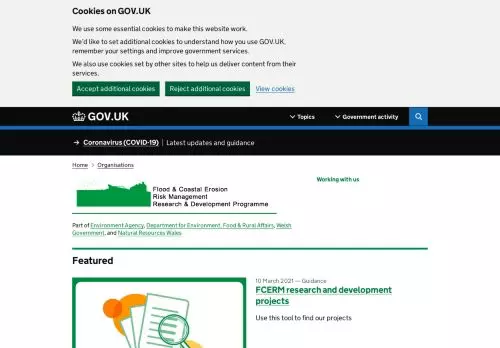 Cookies on GOV.UK
We use some essential cookies to make this website work.
We'd like to set additional cookies to understand how you use GOV.UK,
remember your settings and improve government services.
We also use cookies set by other sites to help us deliver content from their
services.
Accept additional cookies Reject additional cookies View cookies
GOV.UK Topics Government activity
Coronavirus (COVID-19) Latest updates and guidance
Home Organisations
Working with us
Flood & Coastal Erosion
Risk Management
Research & Development Programme
Part of Environment Agency, Department for Environment, Food & Rural Affairs, Welsh
Government, and Natural Resources Wales
Featured
10 March 2021 — Guidance
FCERM research and development
projects
Use this tool to find our projects